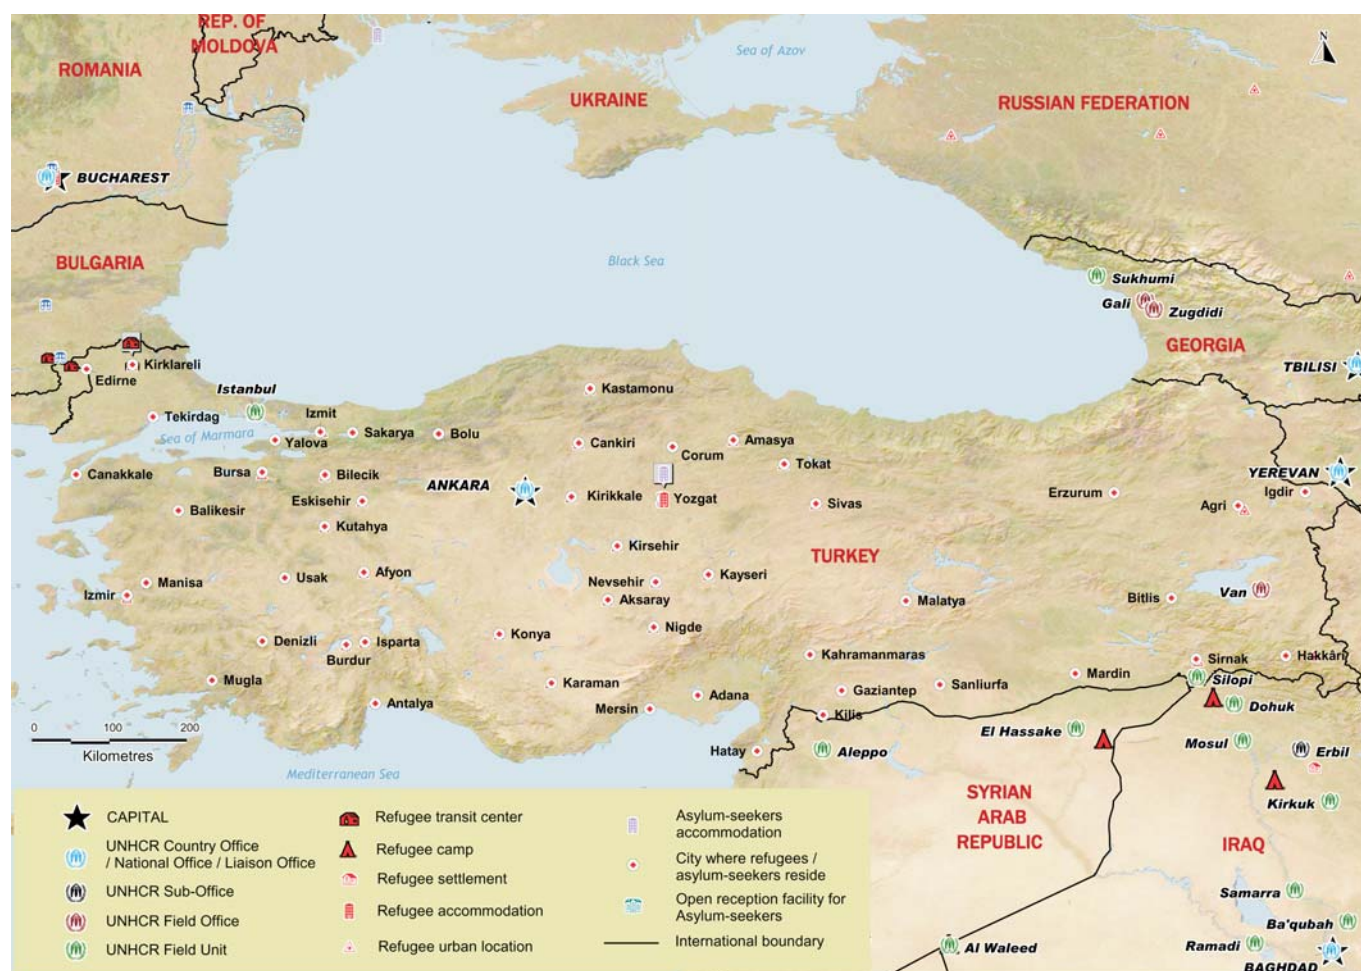 REP. OF
MOLDOVA
ROMANIA
Sea of Azov
N
UKRAINE
RUSSIAN FEDERATION
BUCHAREST
BULGARIA
Black Sea
Sukhumi
Gali
Zugdidi
GEORGIA
TBILISI
Kirklareli
Edirne
Istanbul
Kastamonu
Tekirdag
Izmit
Sea of Marmara
Yalova
Sakarya
Bolu
Cankiri
Corum
Amasya
Tokat
Canakkale
Bursa
Bilecik
ANKARA
YEREVAN
Eskisehir
Kirikkale
Yozgat
Sivas
Erzurum
Igdir
Agri
Balikesir
Kutahya
Kirsehir
TURKEY
Manisa
Usak
Afyon
Nevsehir
Kayseri
Izmir
Aksaray
Malatya
Bitlis
Van
Denizli
Isparta
Burdur
Konya
Nigde
Kahramanmaras
Sirnak
Hakkâri
Mugla
Karaman
Adana
Gaziantep
Sanliurfa
Mardin
Silopi
Antalya
Mersin
Kilis
Dohuk
0 100 200
Kilometres
Hatay
Aleppo
El Hassake
Mosul
Erbil
Mediterranean Sea
SYRIAN
ARAB
REPUBLIC
Kirkuk
IRAQ
Samarra
Ba'qubah
Al Waleed
Ramadi
BAGHDAD
CAPITAL
UNHCR Country Office
/ National Office / Liaison Office
UNHCR Sub-Office
UNHCR Field Office
UNHCR Field Unit
Refugee transit center
Refugee camp
Refugee settlement
Refugee accommodation
Refugee urban location
Asylum-seekers
accommodation
City where refugees /
asylum-seekers reside
Open reception facility for
Asylum-seekers
International boundary